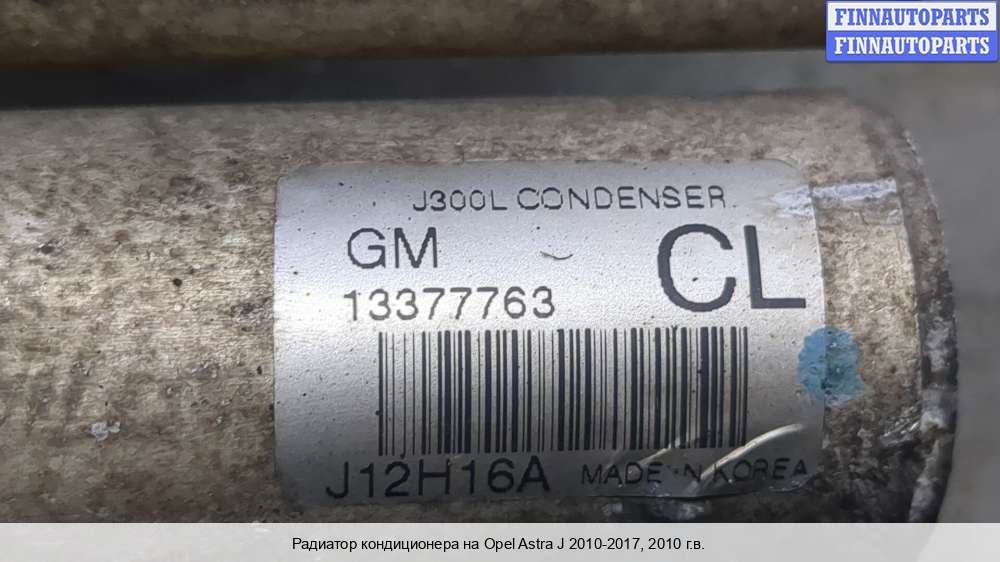 FINNAUTOPARTS
FINNAUTOPARTS
J300L CONDENSER
GM
CL
13377763
J12H16A
MADE IN KOREA
Радиатор кондиционера на Opel Astra J 2010-2017, 2010 г.в.